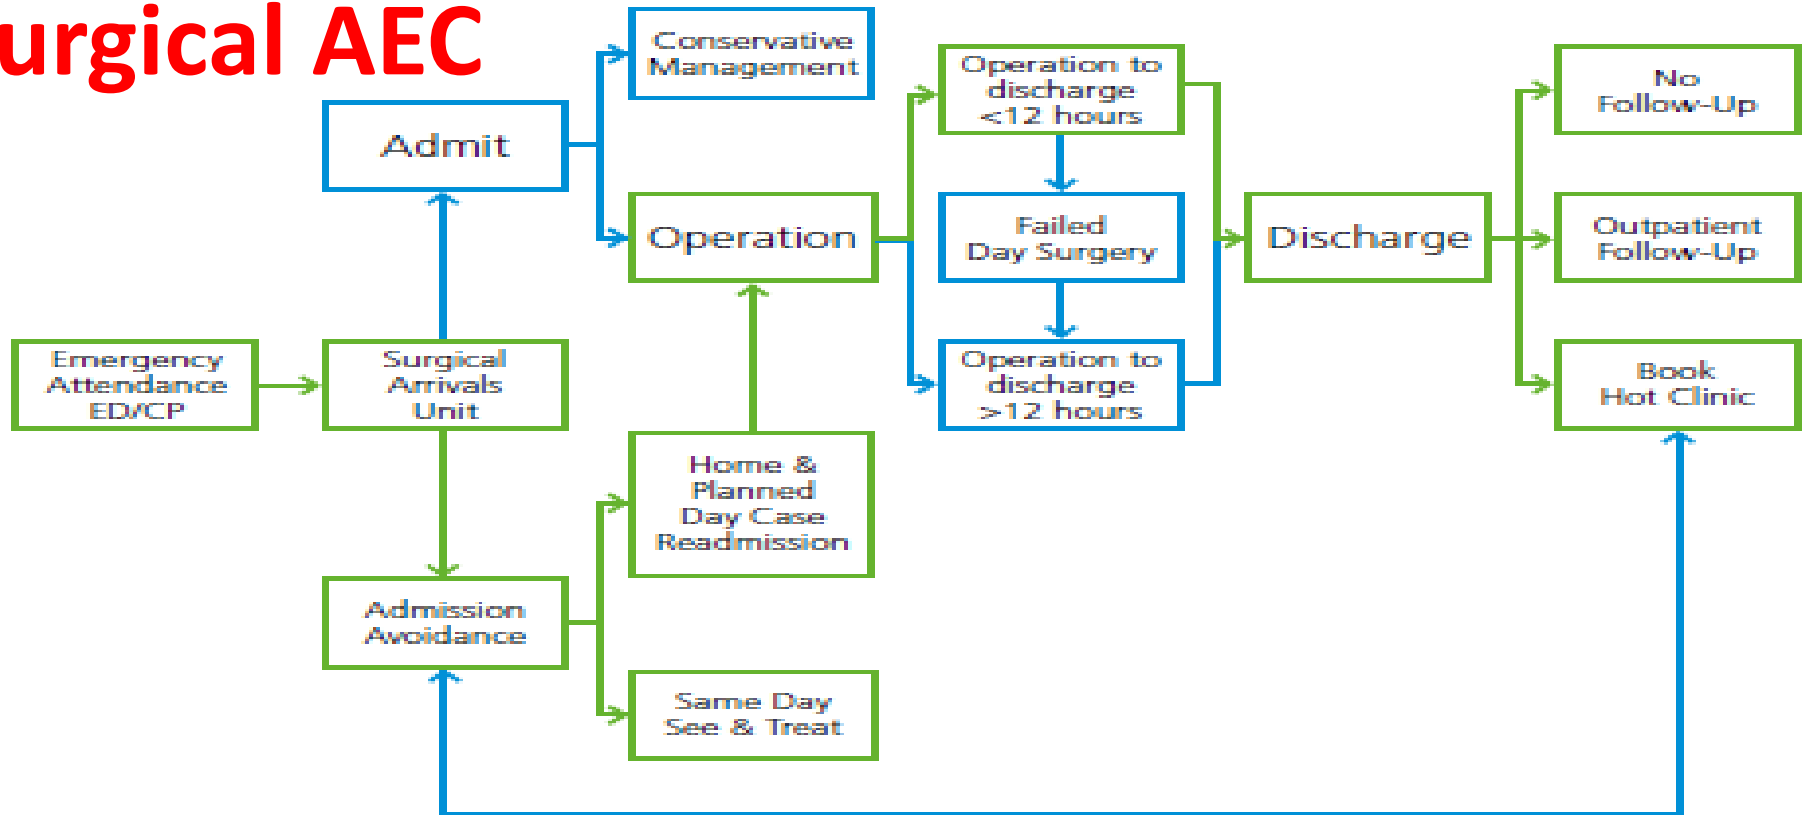 urgical AEC
Conservative
Management
Admit
Operation to
discharge
<12 hours
No
Follow-Up
Operation
Failed
Day Surgery
Discharge
Outpatient
Follow-Up
Emergency
Attendance
ED/CP
Surgical
Arrivals
Unit
Operation to
discharge
>12 hours
Book
Hot Clinic
Home &
Planned
Day Case
Readmission
Admission
Avoidance
Same Day
See & Treat